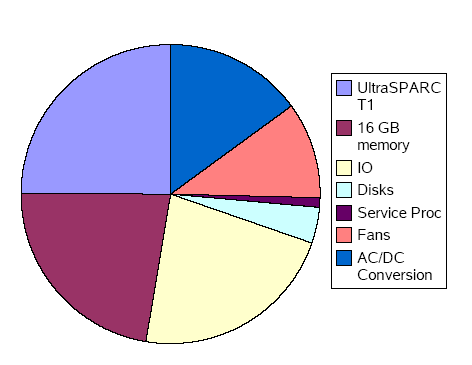 UltraSPARC
T1
16 GB
memory
IO
Disks
Service Proc
Fans
AC/DC
Conversion